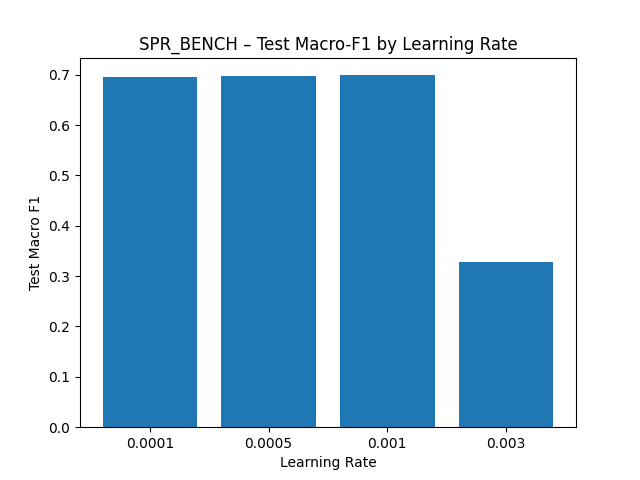 SPR_BENCH – Test Macro-F1 by Learning Rate
0.7
0.6
0.5
0.4
0.3
0.2
0.1
0.0
Test Macro F1
0.0001 0.0005 0.001 0.003
Learning Rate